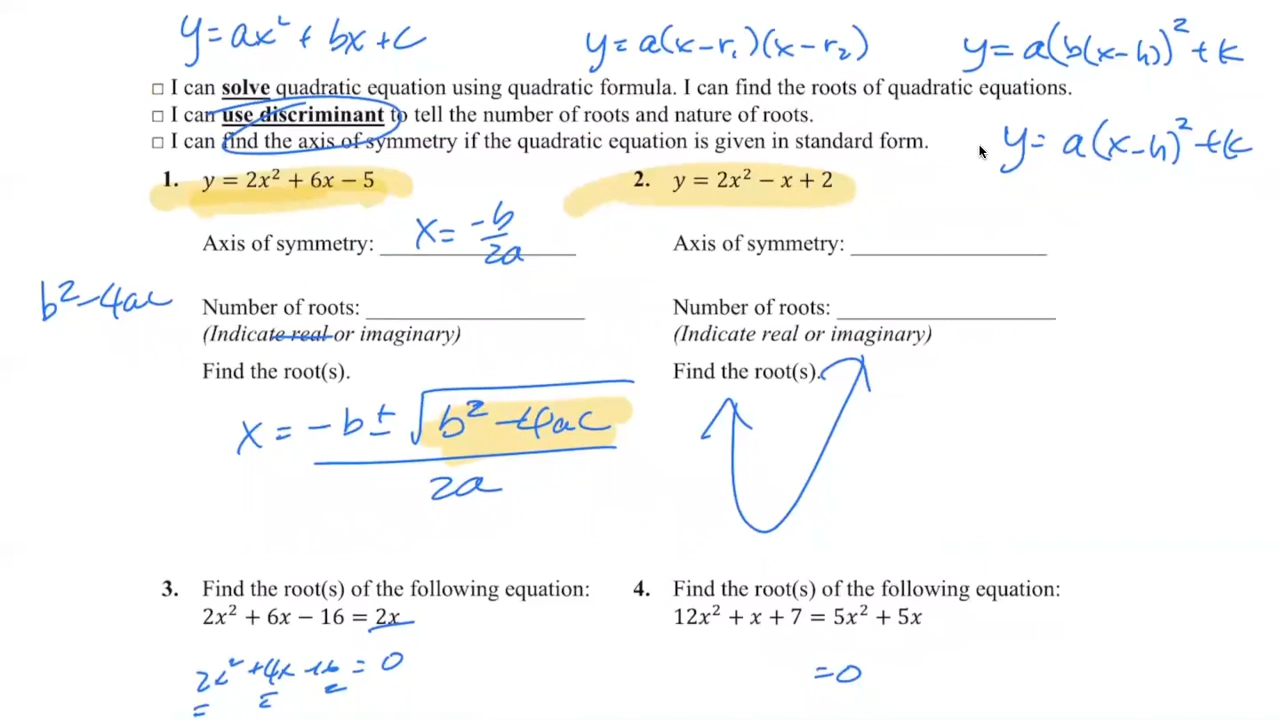 y = ax² + bx + c
y = a(x-r₁)(x-r₂)
y = a(b(x-h))² + k
□ I can solve quadratic equation using quadratic formula. I can find the roots of quadratic equations.
□ I can use discriminant to tell the number of roots and nature of roots.
□ I can find the axis of symmetry if the quadratic equation is given in standard form.
y = a(x-h)² + k
1. y = 2x² + 6x − 5
Axis of symmetry: x = -b/2a
b² - 4ac
Number of roots:
(Indicate real or imaginary)
Find the root(s).
x = -b ± √(b² - 4ac) / 2a
2. y = 2x² − x + 2
Axis of symmetry:
Number of roots:
(Indicate real or imaginary)
Find the root(s).
3. Find the root(s) of the following equation:
2x² + 6x − 16 = 2x
4. Find the root(s) of the following equation:
12x² + x + 7 = 5x² + 5x
= 0